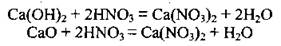 Ca(OH)₂ + 2HNO₃ = Ca(NO₃)₂ + 2H₂O
CaO + 2HNO₃ = Ca(NO₃)₂ + H₂O